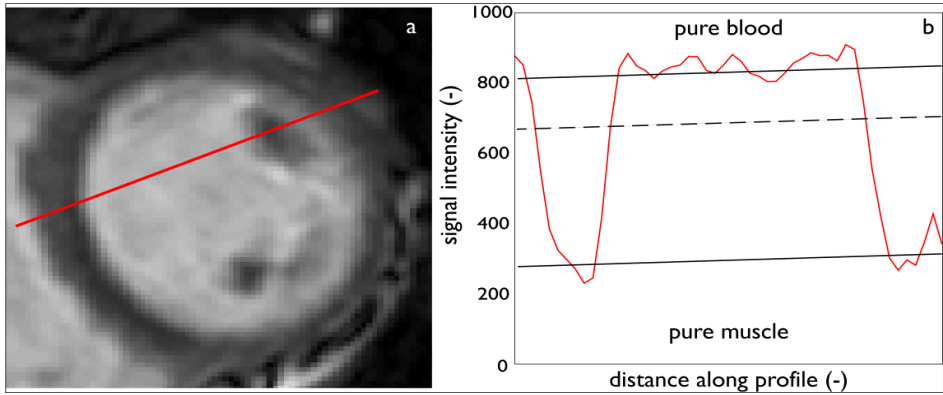 a
b
1000
800
600
400
200
0
signal intensity (-)
pure blood
pure muscle
distance along profile (-)